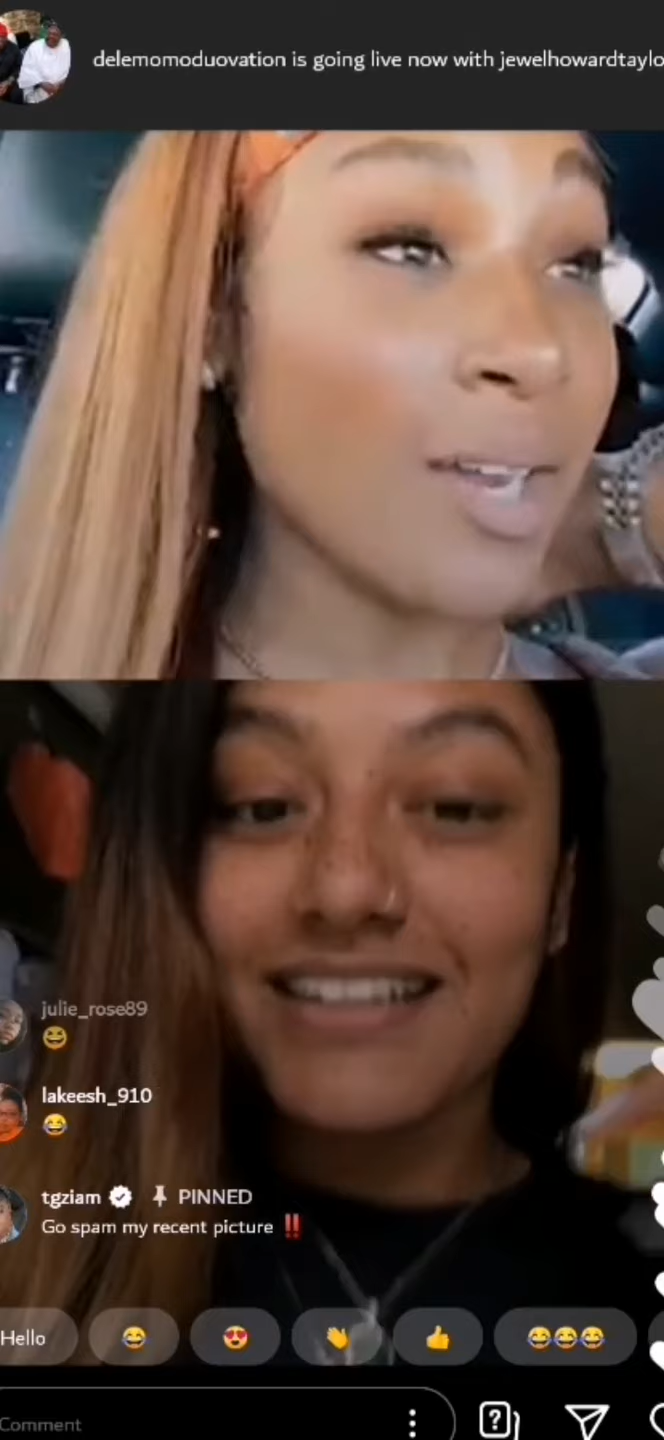 delemomoduovation is going live now with jewelhowardtaylo
julie_rose89
😆
lakeesh_910
😂
tgziam PINNED
Go spam my recent picture ‼️
Hello 😂 😍 👋 👍 😂😂😂
Comment